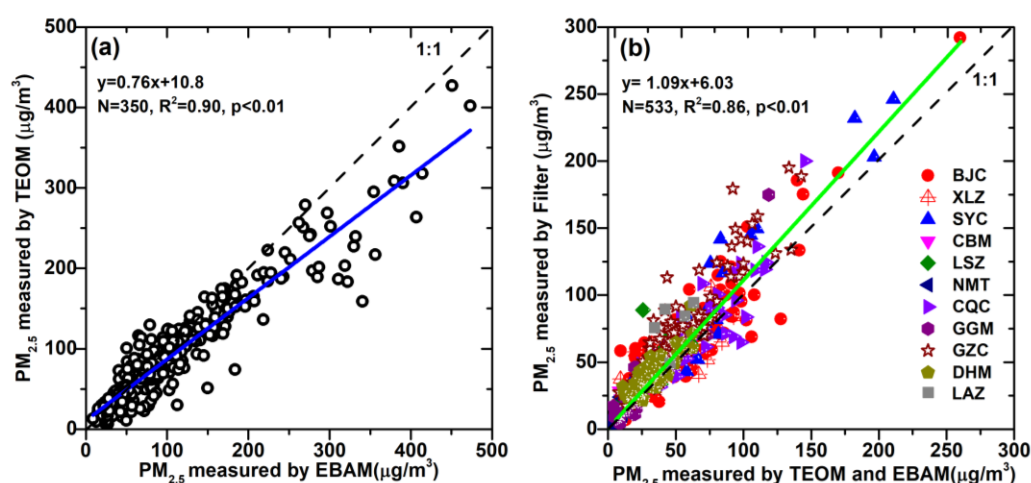 (a)
1:1
y=0.76x+10.8
N=350, R²=0.90, p<0.01
500
400
300
200
100
0
0 100 200 300 400 500
PM₂.₅ measured by TEOM (μg/m³)
PM₂.₅ measured by EBAM(μg/m³)
(b)
1:1
y= 1.09x+6.03
N=533, R²=0.86, p<0.01
300
250
200
150
100
50
0
0 50 100 150 200 250 300
PM₂.₅ measured by Filter (μg/m³)
PM₂.₅ measured by TEOM and EBAM(μg/m³)
BJC
XLZ
SYC
CBM
LSZ
NMT
CQC
GGM
GZC
DHM
LAZ